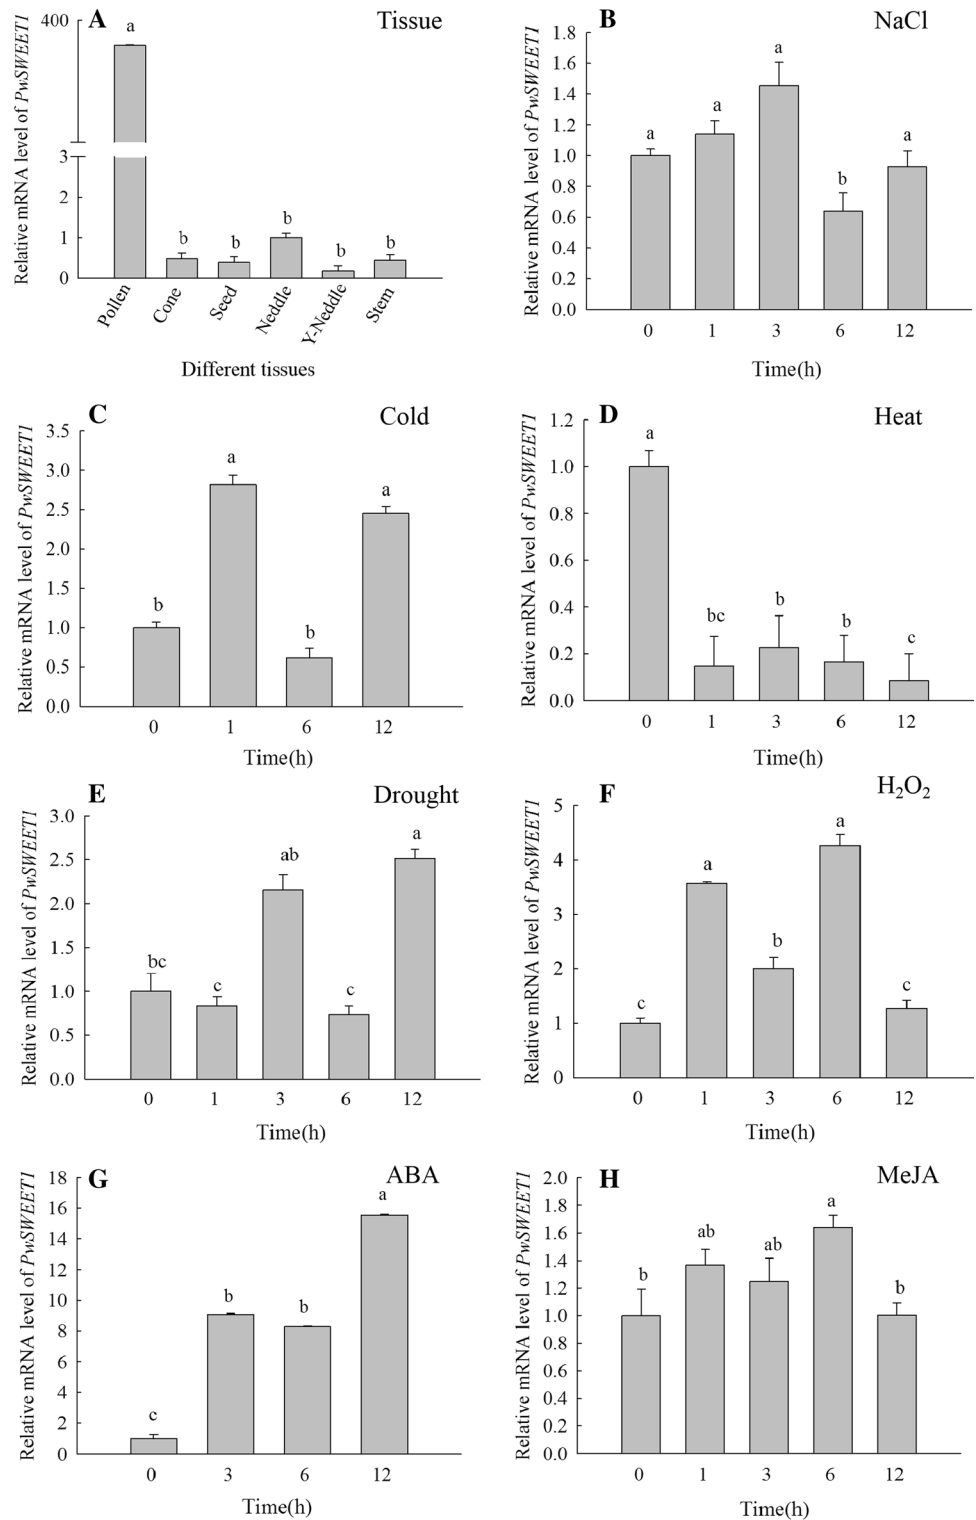 A
Tissue
Relative mRNA level of PwSWEET1
400
3
2
1
0
a
b
b
b
b
b
Pollen
Cone
Seed
Neddle
Y-Neddle
Stem
Different tissues
B
NaCl
Relative mRNA level of PwSWEET1
1.8
1.6
1.4
1.2
1.0
0.8
0.6
0.4
0.2
0.0
a
a
a
b
a
0 1 3 6 12
Time(h)
C
Cold
Relative mRNA level of PwSWEET1
3.5
3.0
2.5
2.0
1.5
1.0
0.5
0.0
b
a
b
a
0 1 6 12
Time(h)
D
Heat
Relative mRNA level of PwSWEET1
1.2
1.0
0.8
0.6
0.4
0.2
0.0
a
bc
b
b
c
0 1 3 6 12
Time(h)
E
Drought
Relative mRNA level of PwSWEET1
3.0
2.5
2.0
1.5
1.0
0.5
0.0
bc
c
ab
c
a
0 1 3 6 12
Time(h)
F
H₂O₂
Relative mRNA level of PwSWEET1
5
4
3
2
1
0
c
a
b
a
c
0 1 3 6 12
Time(h)
G
ABA
Relative mRNA level of PwSWEET1
18
16
14
12
10
8
6
4
2
0
c
b
b
a
0 3 6 12
Time(h)
H
MeJA
Relative mRNA level of PwSWEET1
2.0
1.8
1.6
1.4
1.2
1.0
0.8
0.6
0.4
0.2
0.0
b
ab
ab
a
b
0 1 3 6 12
Time(h)